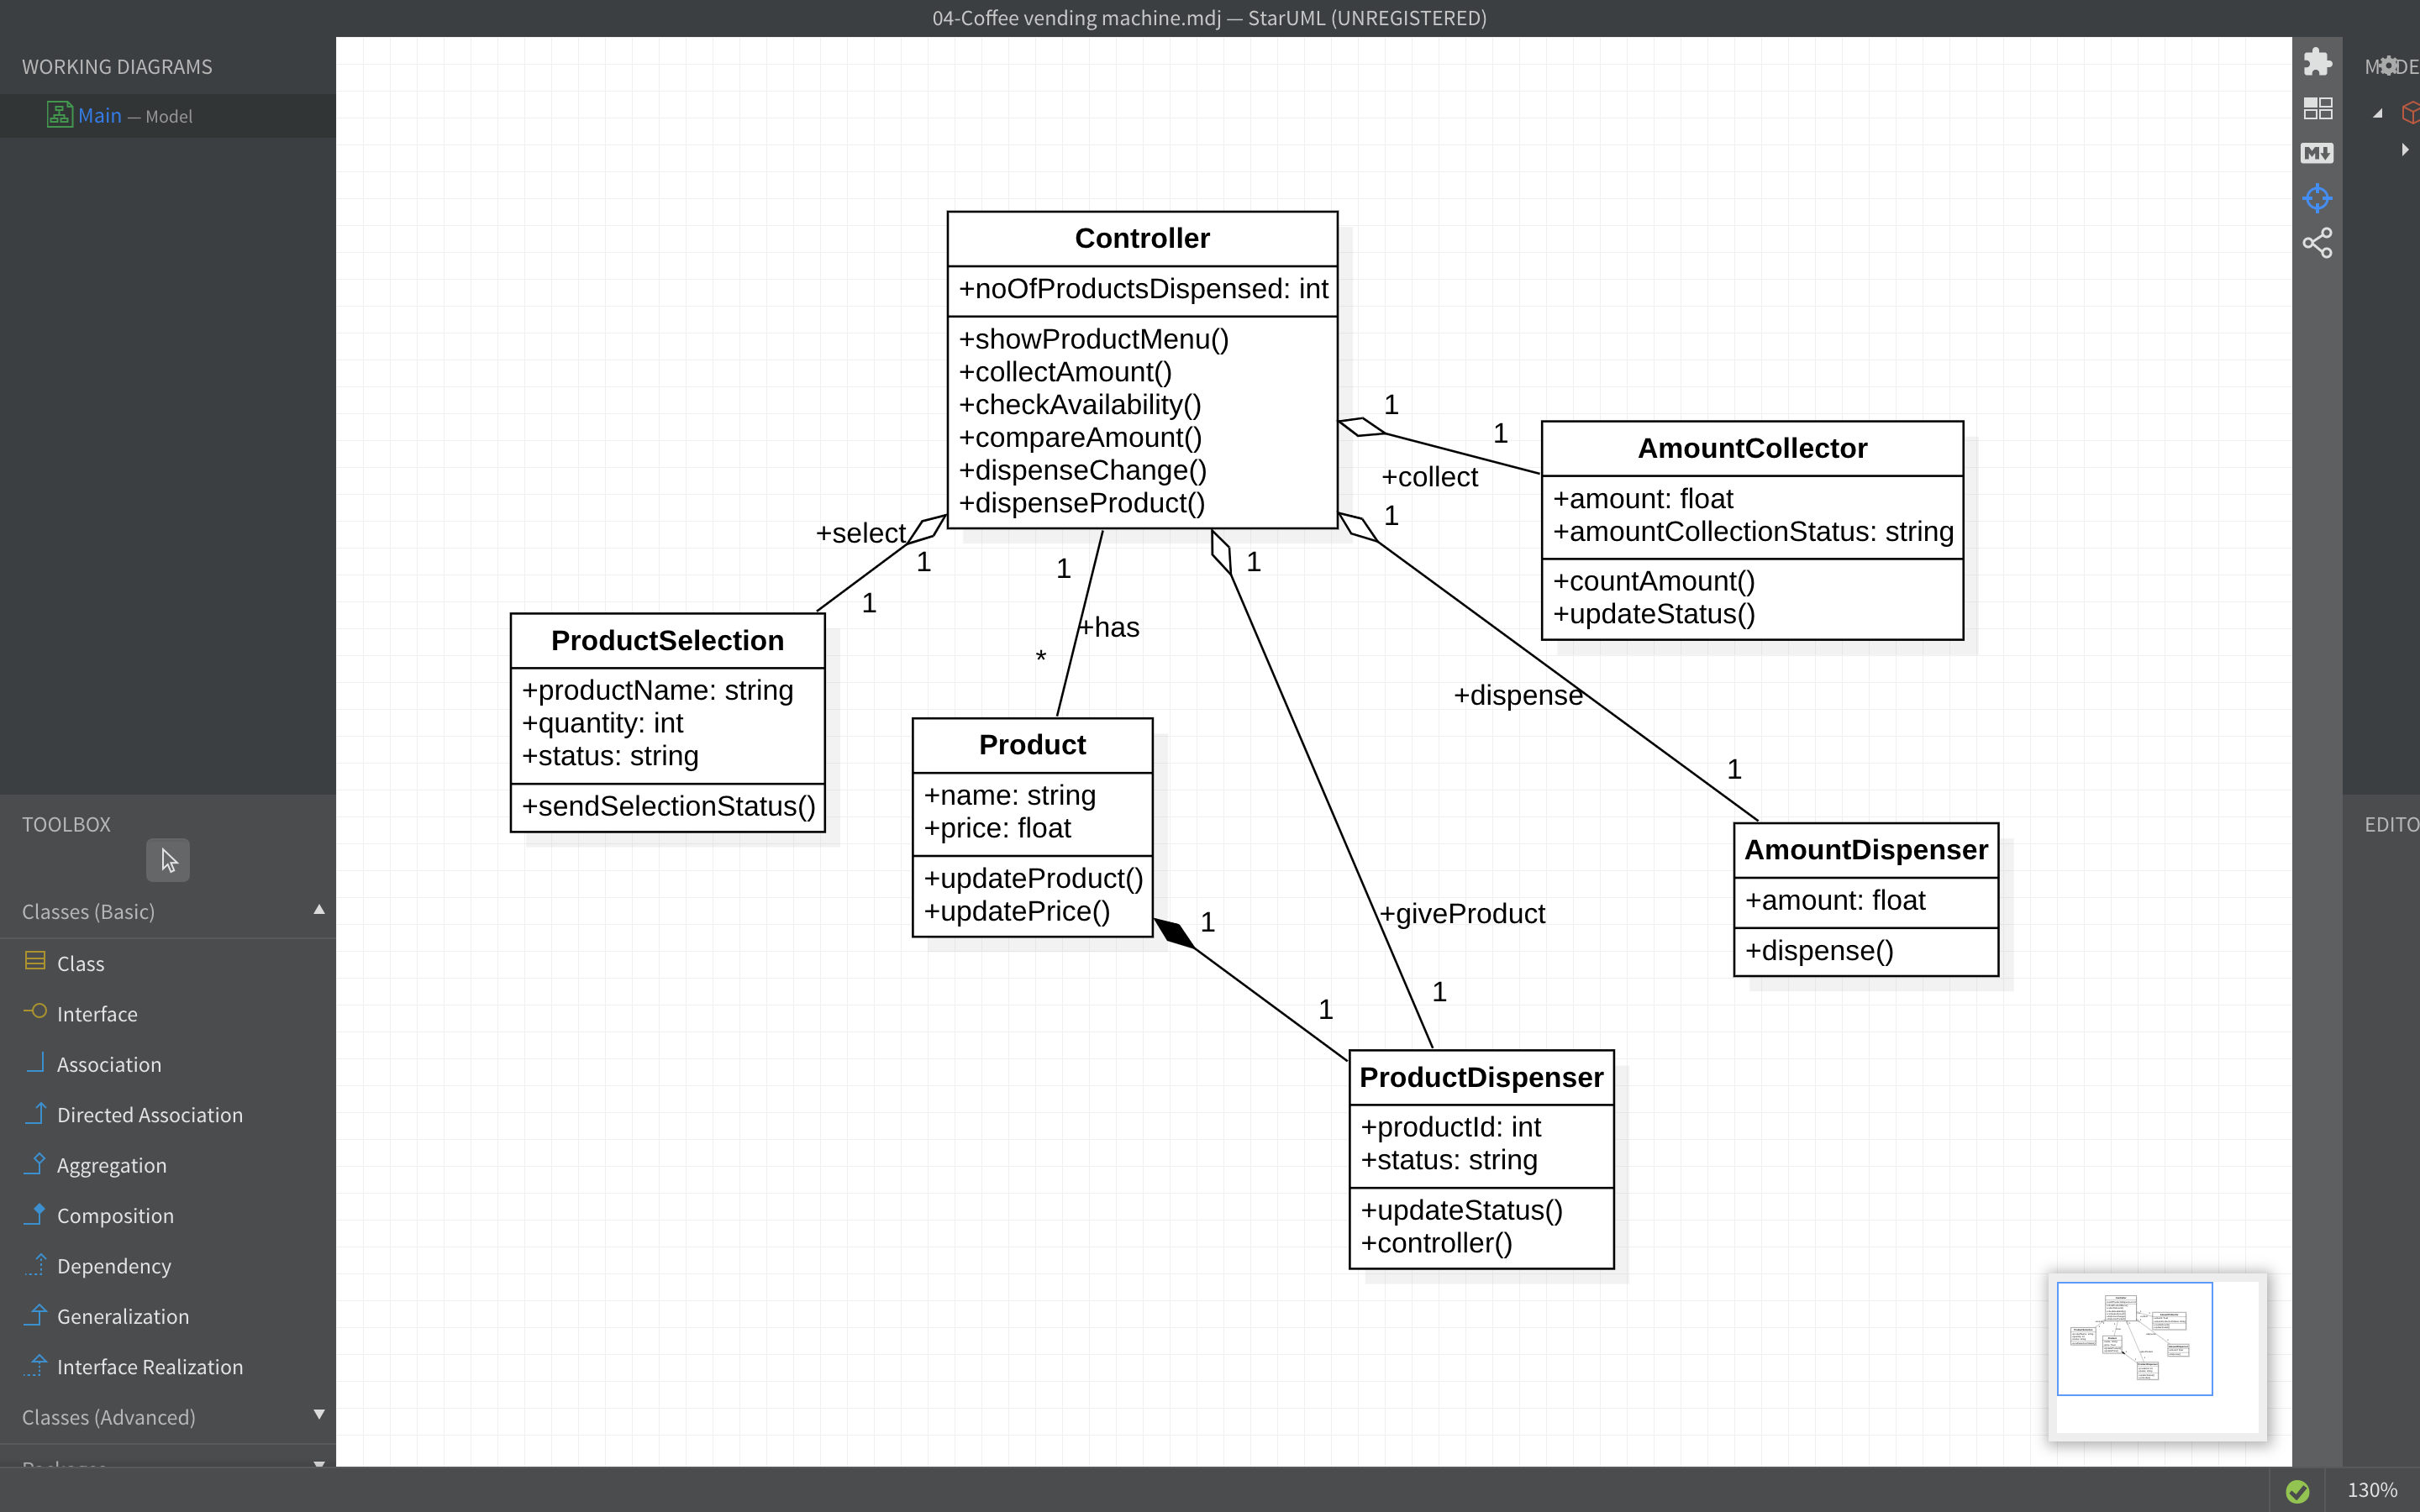 04-Coffee vending machine.mdj — StarUML (UNREGISTERED)
WORKING DIAGRAMS
Main — Model
TOOLBOX
Classes (Basic)
Class
Interface
Association
Directed Association
Aggregation
Composition
Dependency
Generalization
Interface Realization
Classes (Advanced)
Controller
+noOfProductsDispensed: int
+showProductMenu()
+collectAmount()
+checkAvailability()
+compareAmount()
+dispenseChange()
+dispenseProduct()
1
1
+collect
AmountCollector
+amount: float
+amountCollectionStatus: string
+countAmount()
+updateStatus()
+select
1
1
ProductSelection
+productName: string
+quantity: int
+status: string
+sendSelectionStatus()
1
+has
*
Product
+name: string
+price: float
+updateProduct()
+updatePrice()
1
1
1
+giveProduct
1
1
+dispense
1
AmountDispenser
+amount: float
+dispense()
ProductDispenser
+productId: int
+status: string
+updateStatus()
+controller()
M↓
EDITO
130%